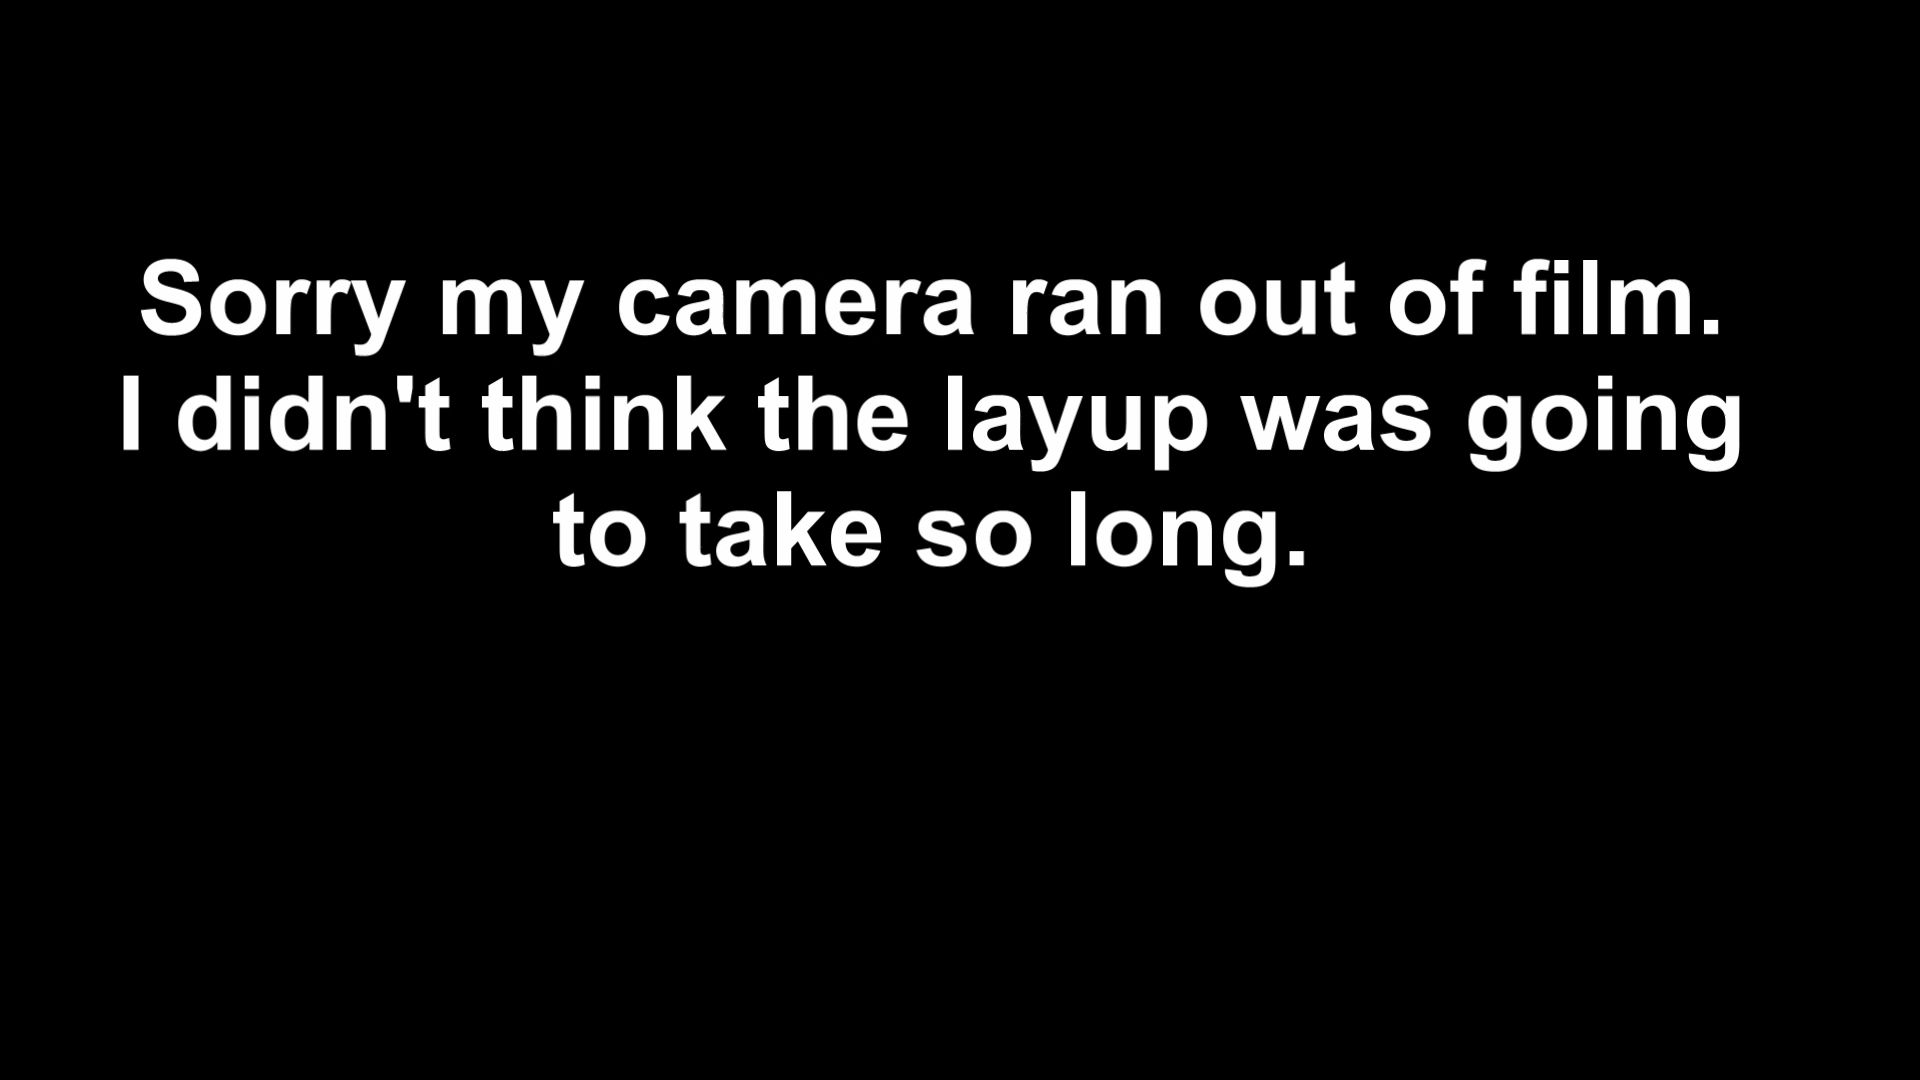 Sorry my camera ran out of film.
I didn't think the layup was going
to take so long.